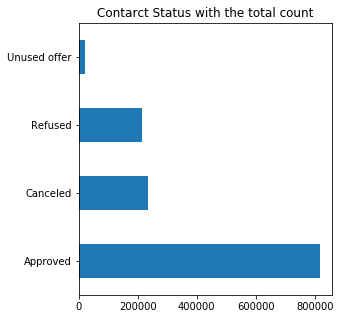 Contarct Status with the total count
Unused offer
Refused
Canceled
Approved
0 200000 400000 600000 800000